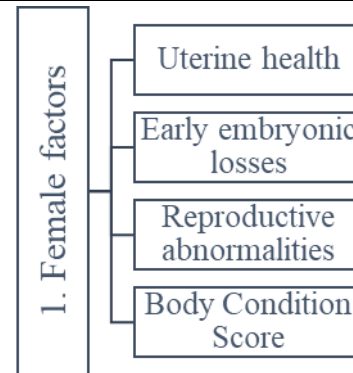 1. Female factors
Uterine health
Early embryonic
losses
Reproductive
abnormalities
Body Condition
Score